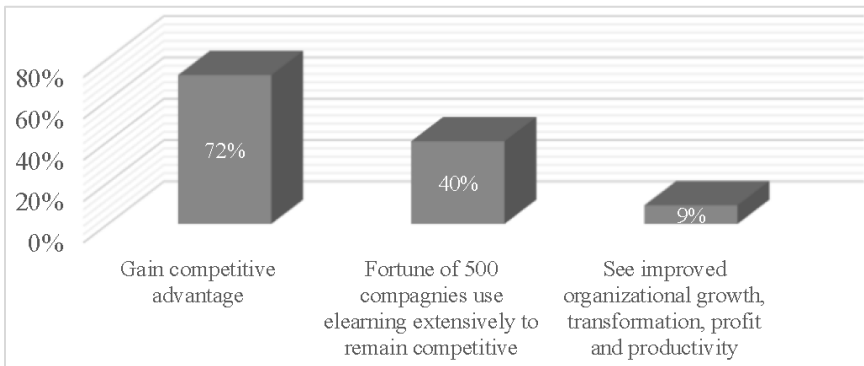 80%
60%
40%
20%
0%
72%
40%
9%
Gain competitive
advantage
Fortune of 500
compagnies use
elearning extensively to
remain competitive
See improved
organizational growth,
transformation, profit
and productivity